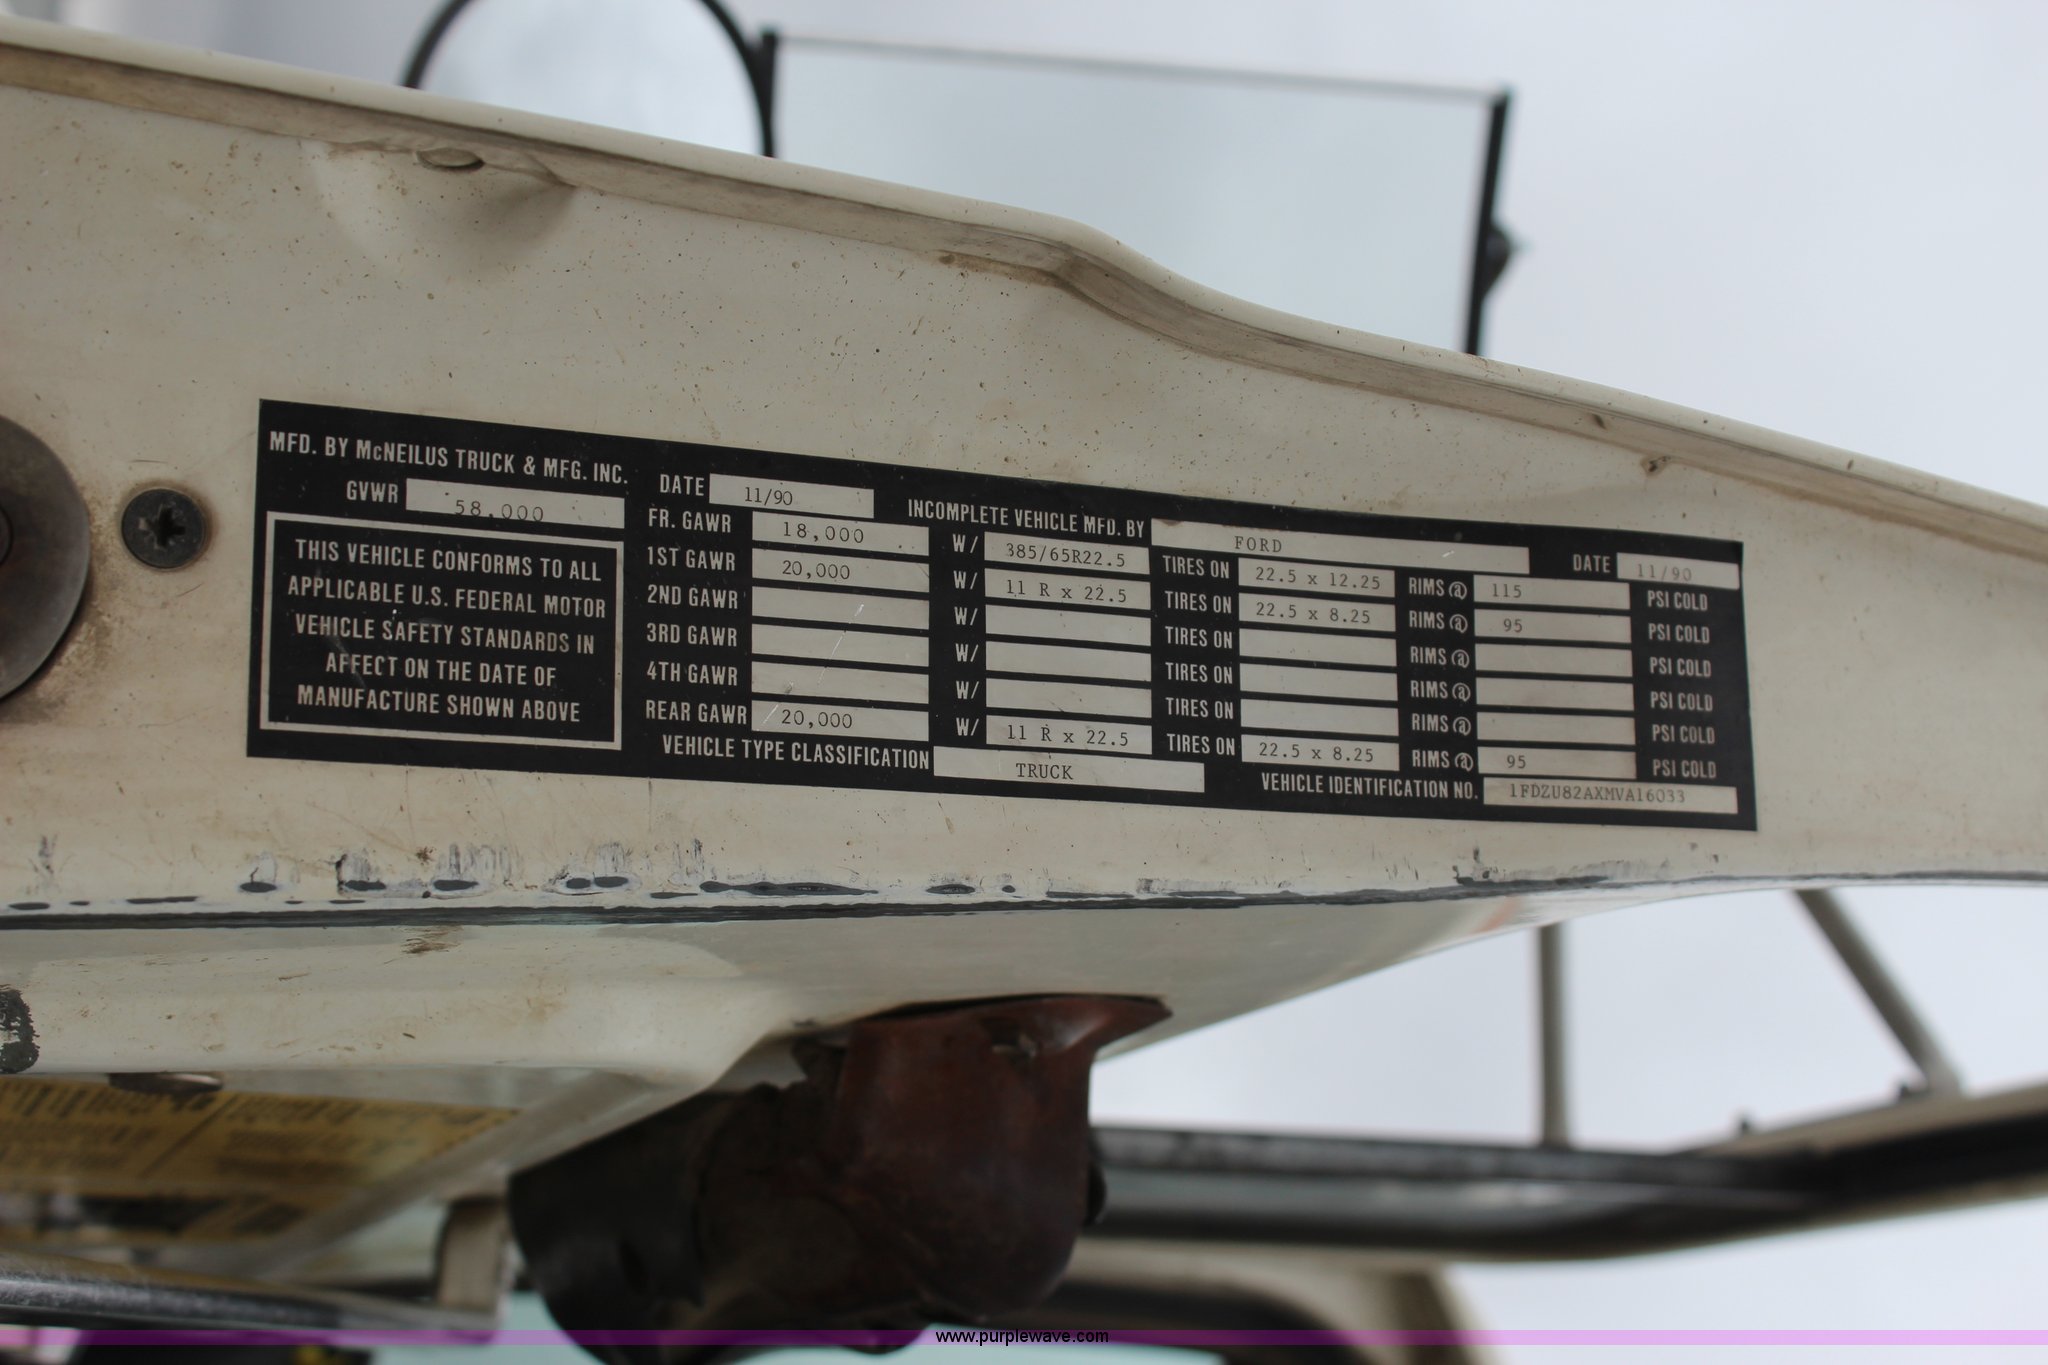 MFD. BY McNEILUS TRUCK & MFG. INC.
GVWR 58,000
THIS VEHICLE CONFORMS TO ALL
APPLICABLE U.S. FEDERAL MOTOR
VEHICLE SAFETY STANDARDS IN
AFFECT ON THE DATE OF
MANUFACTURE SHOWN ABOVE
DATE 11/90 INCOMPLETE VEHICLE MFD. BY FORD DATE 11/90
FR. GAWR 18,000 W/ 385/65R22.5 TIRES ON 22.5 x 12.25 RIMS @ 115 PSI COLD
1ST GAWR 20,000 W/ 11 R x 22.5 TIRES ON 22.5 x 8.25 RIMS @ 95 PSI COLD
2ND GAWR W/ TIRES ON RIMS @ PSI COLD
3RD GAWR W/ TIRES ON RIMS @ PSI COLD
4TH GAWR W/ TIRES ON RIMS @ PSI COLD
REAR GAWR 20,000 W/ 11 R x 22.5 TIRES ON 22.5 x 8.25 RIMS @ 95 PSI COLD
VEHICLE TYPE CLASSIFICATION TRUCK VEHICLE IDENTIFICATION NO. 1FDZU82AXMVA16033
www.purplewave.com